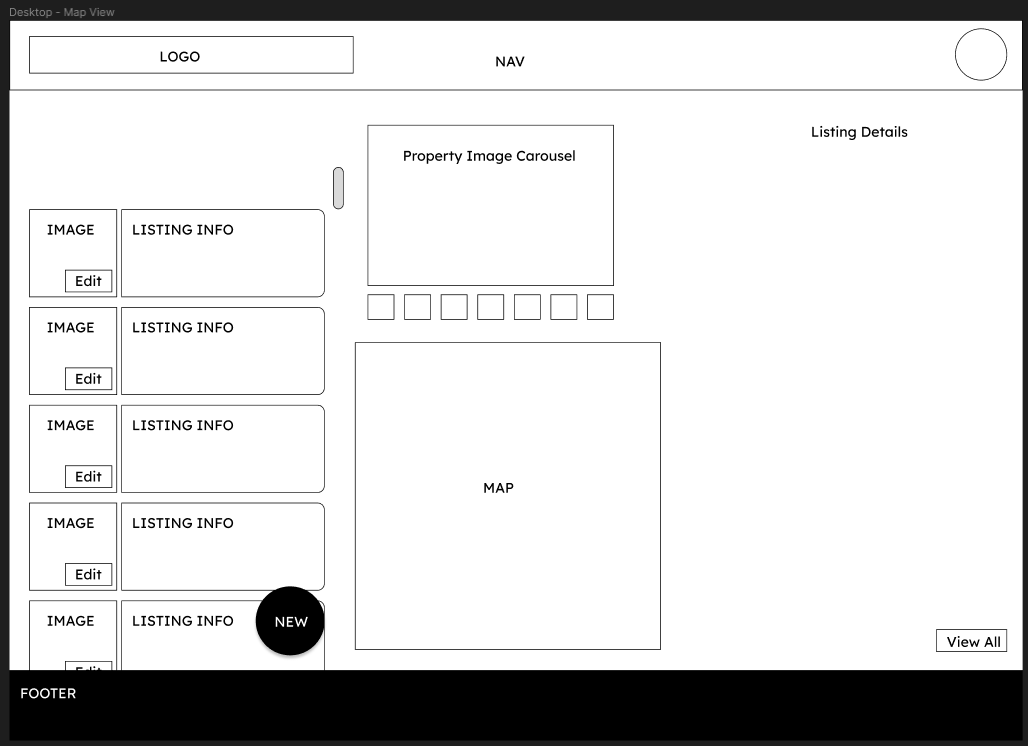 Desktop - Map View
LOGO
NAV
Property Image Carousel
Listing Details
IMAGE
LISTING INFO
Edit
IMAGE
LISTING INFO
Edit
IMAGE
LISTING INFO
Edit
IMAGE
LISTING INFO
Edit
IMAGE
LISTING INFO
NEW
Edit
MAP
View All
FOOTER